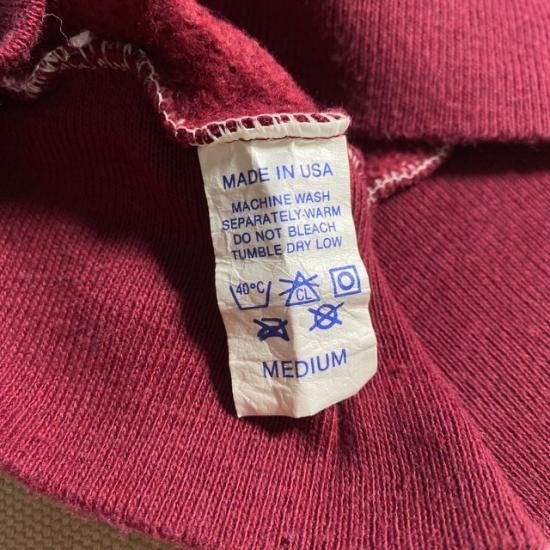 MADE IN USA
MACHINE WASH
SEPARATELY-WARM
DO NOT BLEACH
TUMBLE DRY LOW
40°C CL
MEDIUM